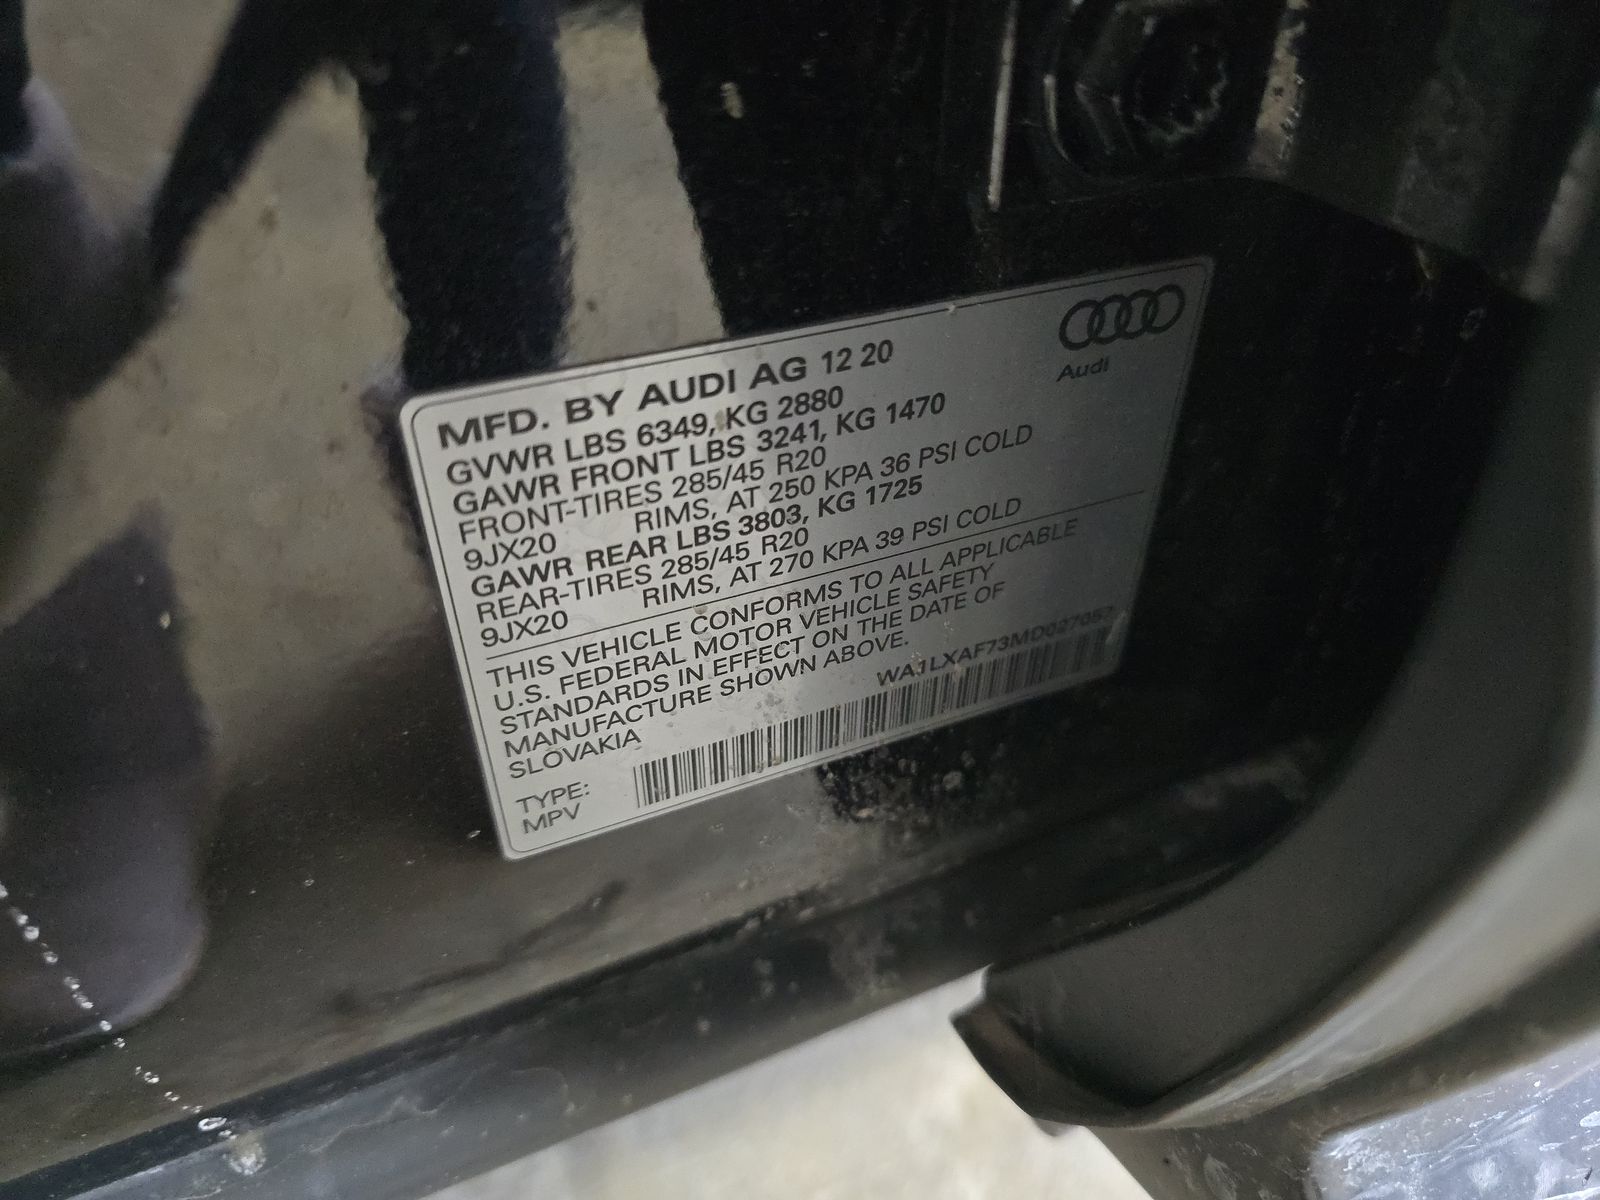 MFD. BY AUDI AG 12 20
Audi
GVWR LBS 6349, KG 2880
GAWR FRONT LBS 3241, KG 1470
FRONT-TIRES 285/45 R20
9JX20 RIMS, AT 250 KPA 36 PSI COLD
GAWR REAR LBS 3803, KG 1725
REAR-TIRES 285/45 R20
9JX20 RIMS, AT 270 KPA 39 PSI COLD
THIS VEHICLE CONFORMS TO ALL APPLICABLE
U.S. FEDERAL MOTOR VEHICLE SAFETY
STANDARDS IN EFFECT ON THE DATE OF
MANUFACTURE SHOWN ABOVE.
SLOVAKIA
TYPE:
MPV